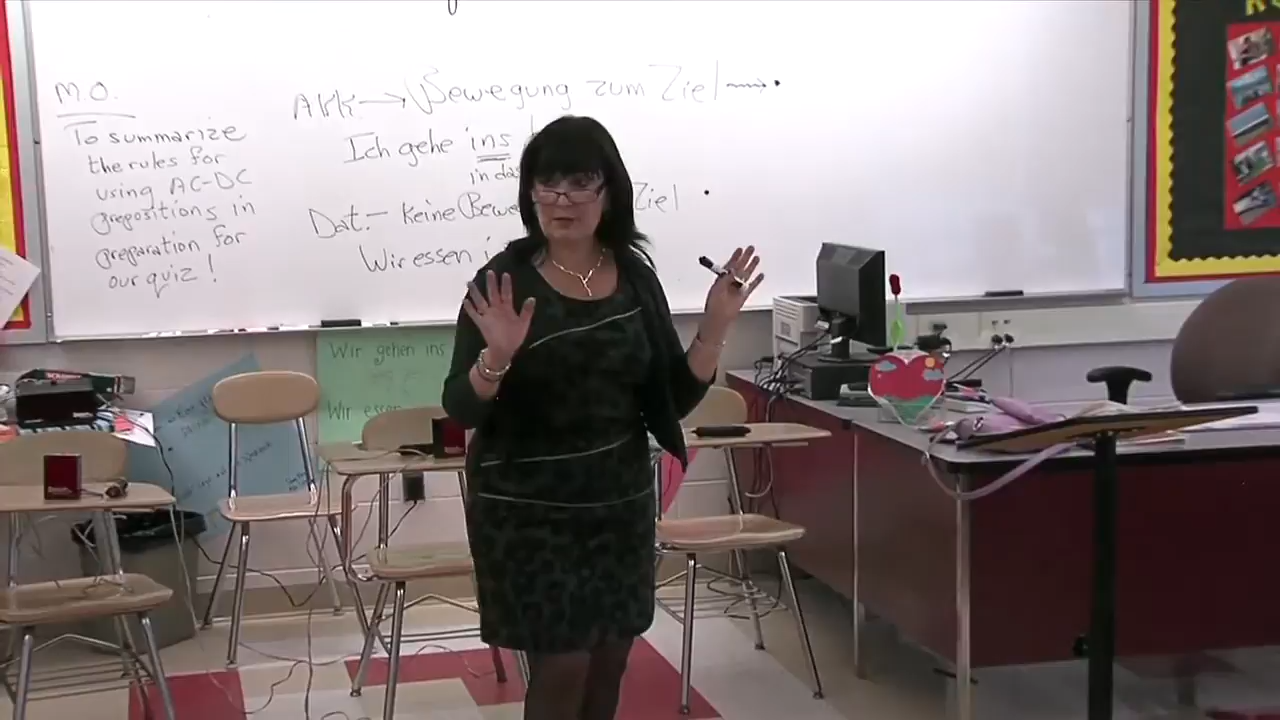 M.O.
To summarize
the rules for
using AC-DC
prepositions in
preparation for
our quiz!
AKK → Bewegung zum Ziel
Ich gehe ins
in das
Dat. - keine Ziel
Wir essen
Wir gehen ins
Wir essen